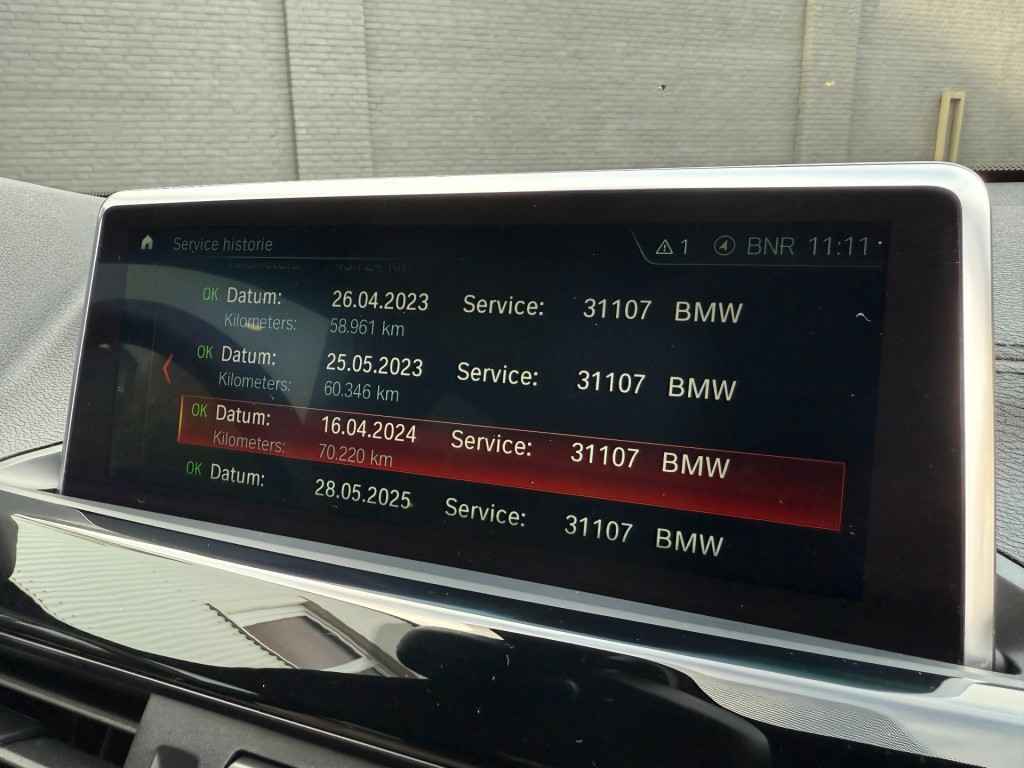 Service historie
1 BNR 11:11
OK Datum: 26.04.2023 Service: 31107 BMW
Kilometers: 58.961 km
OK Datum: 25.05.2023 Service: 31107 BMW
Kilometers: 60.346 km
OK Datum: 16.04.2024 Service: 31107 BMW
Kilometers: 70.220 km
OK Datum: 28.05.2025 Service: 31107 BMW